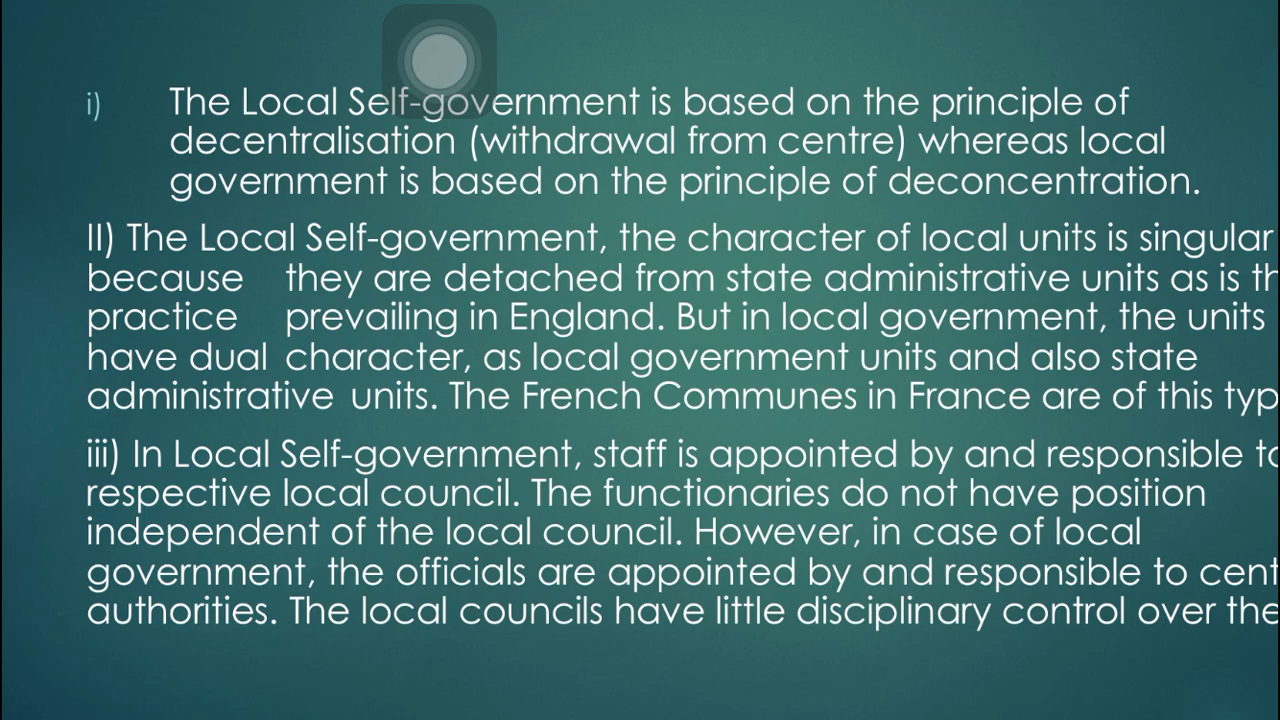 i) The Local Self-government is based on the principle of
decentralisation (withdrawal from centre) whereas local
government is based on the principle of deconcentration.
II) The Local Self-government, the character of local units is singular
because they are detached from state administrative units as is
practice prevailing in England. But in local government, the units
have dual character, as local government units and also state
administrative units. The French Communes in France are of this
iii) In Local Self-government, staff is appointed by and responsible
respective local council. The functionaries do not have position
independent of the local council. However, in case of local
government, the officials are appointed by and responsible to
authorities. The local councils have little disciplinary control over